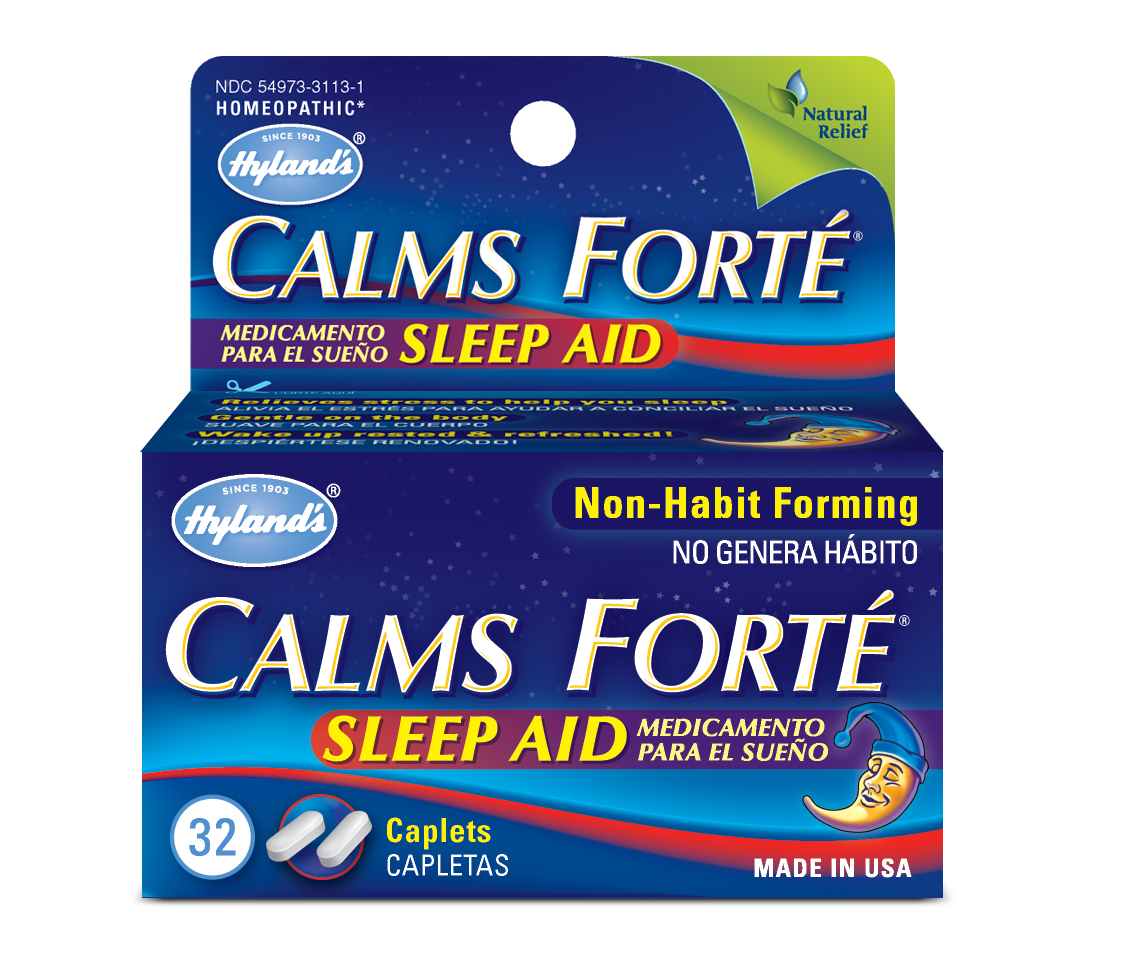 NDC 54973-3113-1
HOMEOPATHIC*
SINCE 1903
Hyland's®
Natural
Relief
CALMS FORTÉ®
MEDICAMENTO
PARA EL SUEÑO
SLEEP AID
CORTE AQUÍ
Relieves stress to help you sleep
ALIVIA EL ESTRÉS PARA AYUDAR A CONCILIAR EL SUEÑO
Gentle on the body
SUAVE PARA EL CUERPO
Wake up rested & refreshed!
¡DESPIÉRTESE RENOVADO!
SINCE 1903
Hyland's®
Non-Habit Forming
NO GENERA HÁBITO
CALMS FORTÉ®
SLEEP AID
MEDICAMENTO
PARA EL SUEÑO
32
Caplets
CAPLETAS
MADE IN USA